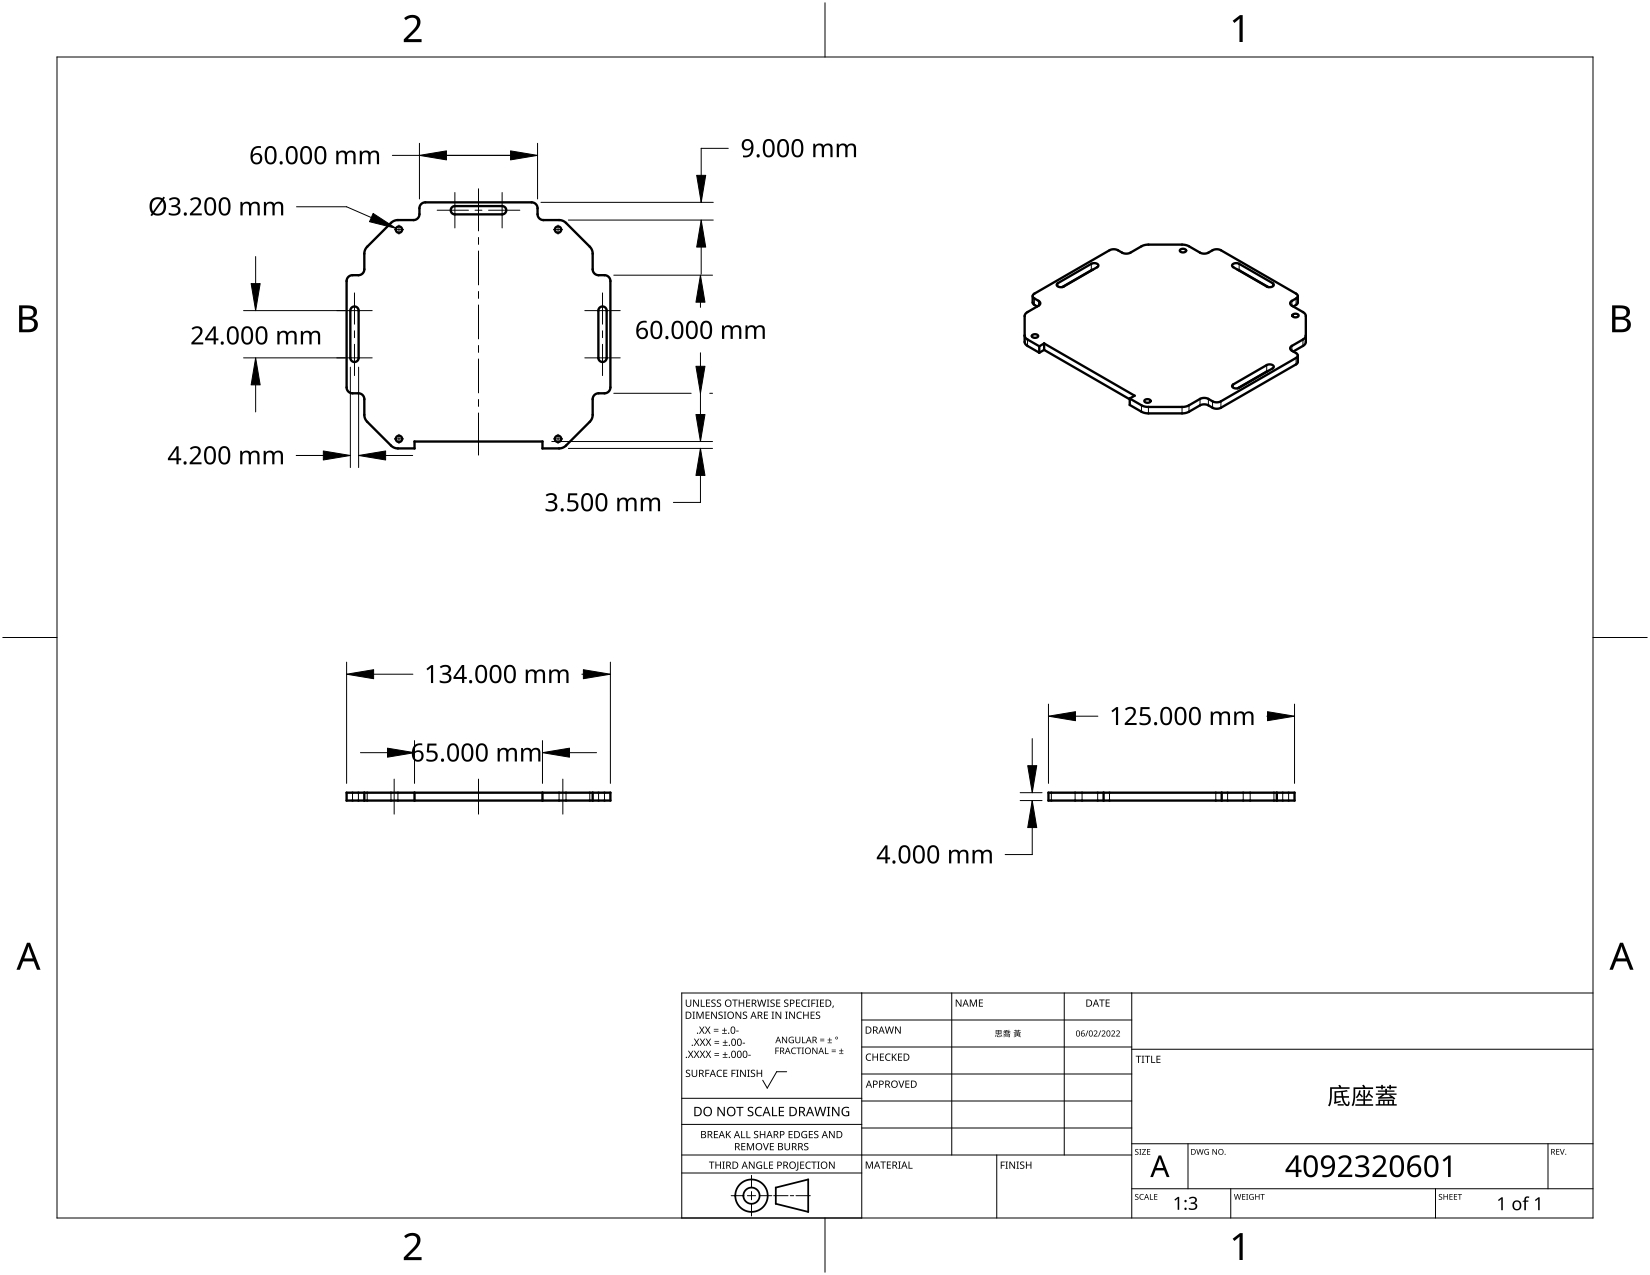 2
1
60.000 mm
9.000 mm
Ø3.200 mm
B
B
24.000 mm
60.000 mm
4.200 mm
3.500 mm
134.000 mm
125.000 mm
65.000 mm
4.000 mm
A
A
UNLESS OTHERWISE SPECIFIED,
DIMENSIONS ARE IN INCHES
.XX = ±.0-
.XXX = ±.00-
.XXXX = ±.000-
ANGULAR = ± °
FRACTIONAL = ±
SURFACE FINISH
DO NOT SCALE DRAWING
BREAK ALL SHARP EDGES AND
REMOVE BURRS
THIRD ANGLE PROJECTION
NAME
DATE
DRAWN
思喬 黃
06/02/2022
CHECKED
APPROVED
MATERIAL
FINISH
TITLE
底座蓋
SIZE
A
DWG NO.
4092320601
REV.
SCALE
1:3
WEIGHT
SHEET
1 of 1
2
1